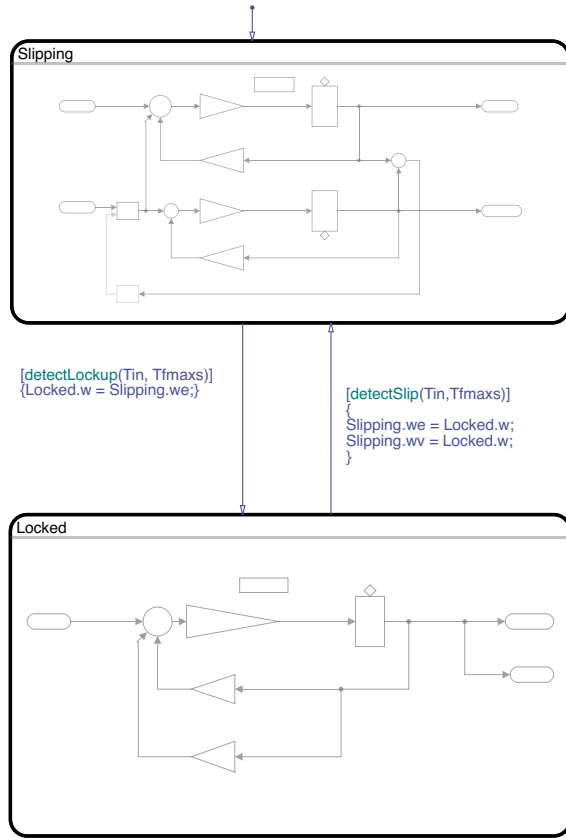 Slipping
[detectLockup(Tin, Tfmaxs)]
{Locked.w = Slipping.we;}
[detectSlip(Tin,Tfmaxs)]
{
Slipping.we = Locked.w;
Slipping.wv = Locked.w;
}
Locked